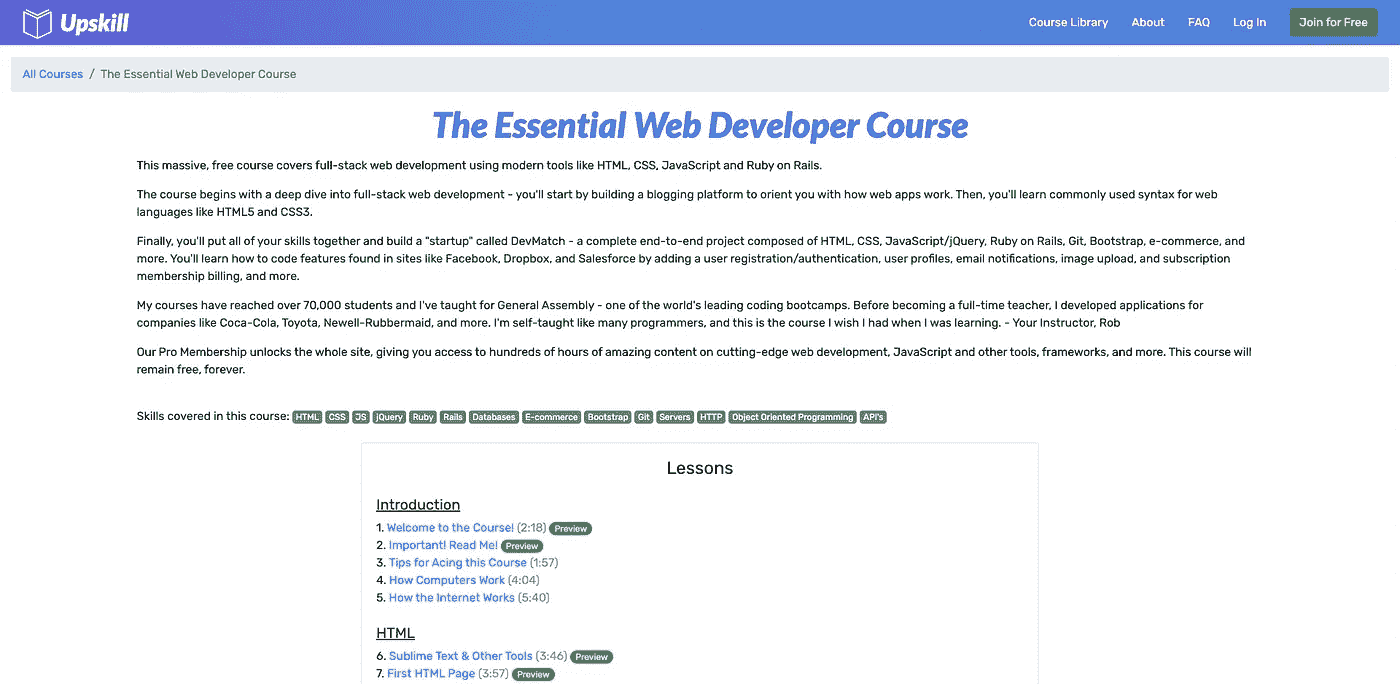 Upskill
Course Library About FAQ Log In Join for Free
All Courses / The Essential Web Developer Course
The Essential Web Developer Course
This massive, free course covers full-stack web development using modern tools like HTML, CSS, JavaScript and Ruby on Rails.
The course begins with a deep dive into full-stack web development - you'll start by building a blogging platform to orient you with how web apps work. Then, you'll learn commonly used syntax for web
languages like HTML5 and CSS3.
Finally, you'll put all of your skills together and build a "startup" called DevMatch - a complete end-to-end project composed of HTML, CSS, JavaScript/jQuery, Ruby on Rails, Git, Bootstrap, e-commerce, and
more. You'll learn how to code features found in sites like Facebook, Dropbox, and Salesforce by adding a user registration/authentication, user profiles, email notifications, image upload, and subscription
membership billing, and more.
My courses have reached over 70,000 students and I've taught for General Assembly - one of the world's leading coding bootcamps. Before becoming a full-time teacher, I developed applications for
companies like Coca-Cola, Toyota, Newell-Rubbermaid, and more. I'm self-taught like many programmers, and this is the course I wish I had when I was learning. - Your Instructor, Rob
Our Pro Membership unlocks the whole site, giving you access to hundreds of hours of amazing content on cutting-edge web development, JavaScript and other tools, frameworks, and more. This course will
remain free, forever.
Skills covered in this course: HTML CSS JS jQuery Ruby Rails Databases E-commerce Bootstrap Git Servers HTTP Object Oriented Programming API's
Lessons
Introduction
1. Welcome to the Course! (2:18) Preview
2. Important! Read Me! Preview
3. Tips for Acing this Course (1:57)
4. How Computers Work (4:04)
5. How the Internet Works (5:40)
HTML
6. Sublime Text & Other Tools (3:46) Preview
7. First HTML Page (3:57) Preview